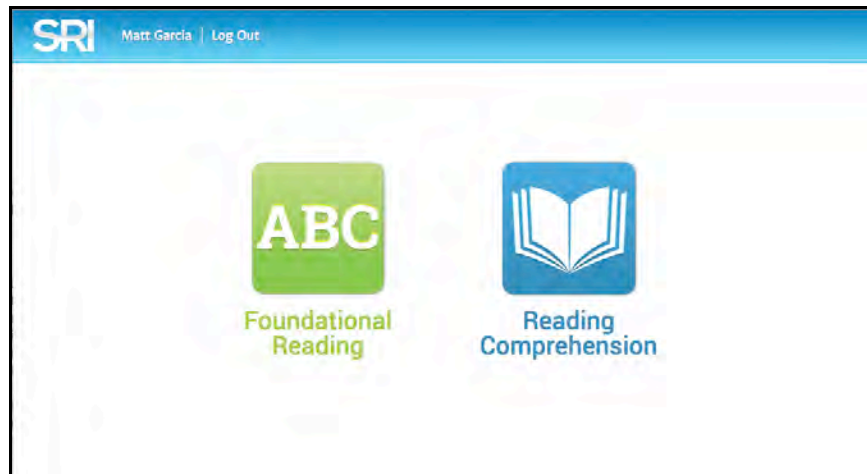 SRI Matt Garcia | Log Out
ABC
Foundational
Reading
Reading
Comprehension